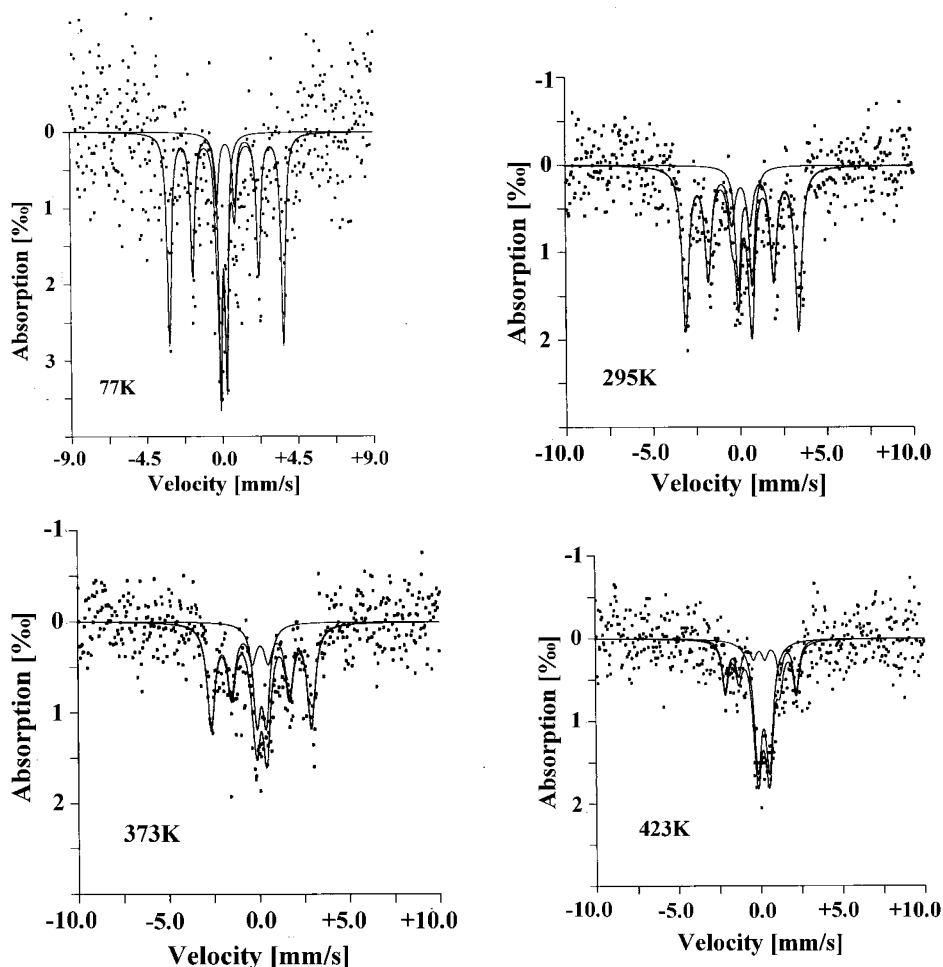 0
1
2
3
Absorption [‰]
77K
-9.0 -4.5 0.0 +4.5 +9.0
Velocity [mm/s]
-1
0
1
2
Absorption [‰]
295K
-10.0 -5.0 0.0 +5.0 +10.0
Velocity [mm/s]
-1
0
1
2
Absorption [‰]
373K
-10.0 -5.0 0.0 +5.0 +10.0
Velocity [mm/s]
-1
0
1
2
Absorption [‰]
423K
-10.0 -5.0 0.0 +5.0 +10.0
Velocity [mm/s]